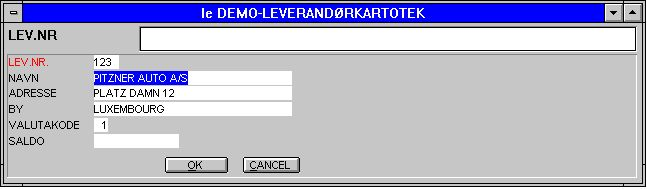 Ie DEMO-LEVERANDØRKARTOTEK
LEV.NR
LEV.NR. 123
NAVN PITZNER AUTO A/S
ADRESSE PLATZ DAMN 12
BY LUXEMBOURG
VALUTAKODE 1
SALDO
OK CANCEL